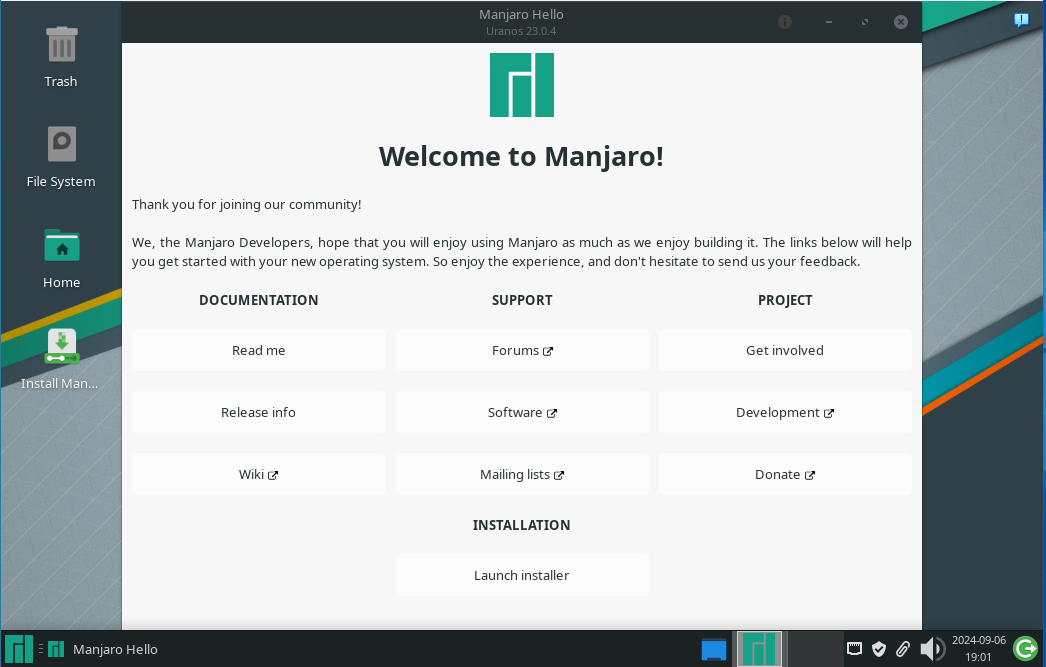 Manjaro Hello
Uranos 23.0.4
Trash
File System
Home
Install Man...
Welcome to Manjaro!
Thank you for joining our community!
We, the Manjaro Developers, hope that you will enjoy using Manjaro as much as we enjoy building it. The links below will help
you get started with your new operating system. So enjoy the experience, and don't hesitate to send us your feedback.
DOCUMENTATION SUPPORT PROJECT
Read me Forums Get involved
Release info Software Development
Wiki Mailing lists Donate
INSTALLATION
Launch installer
Manjaro Hello
2024-09-06
19:01